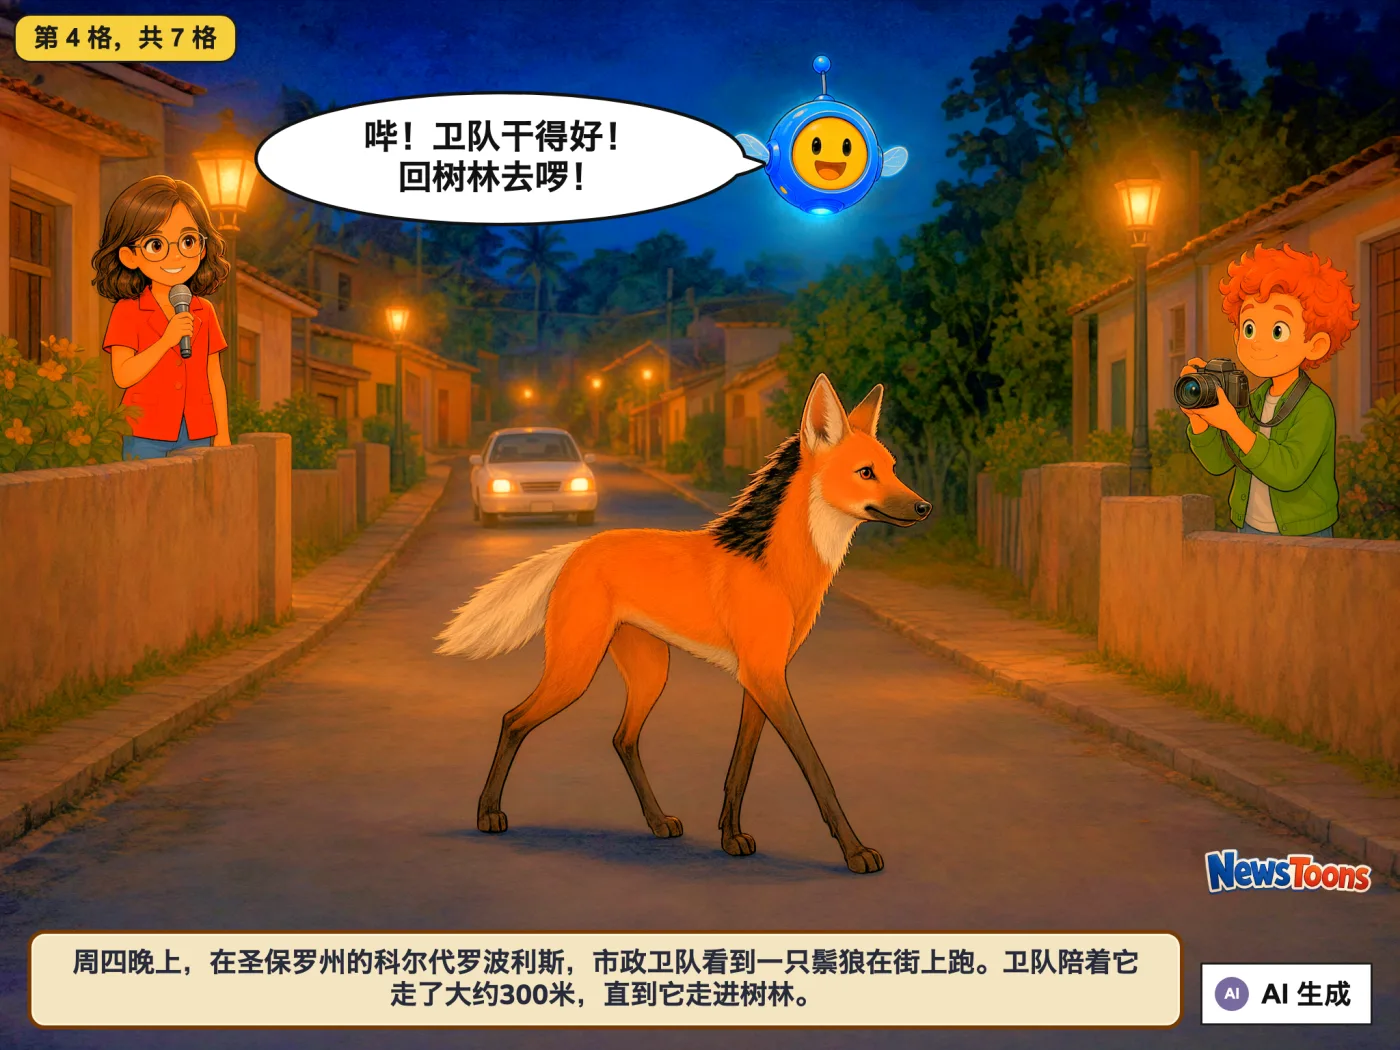 第 4 格，共 7 格
哔！卫队干得好！
回树林去啰！
NewsToons
周四晚上，在圣保罗州的科尔代罗波利斯，市政卫队看到一只鬃狼在街上跑。卫队陪着它
走了大约300米，直到它走进树林。
AI AI 生成